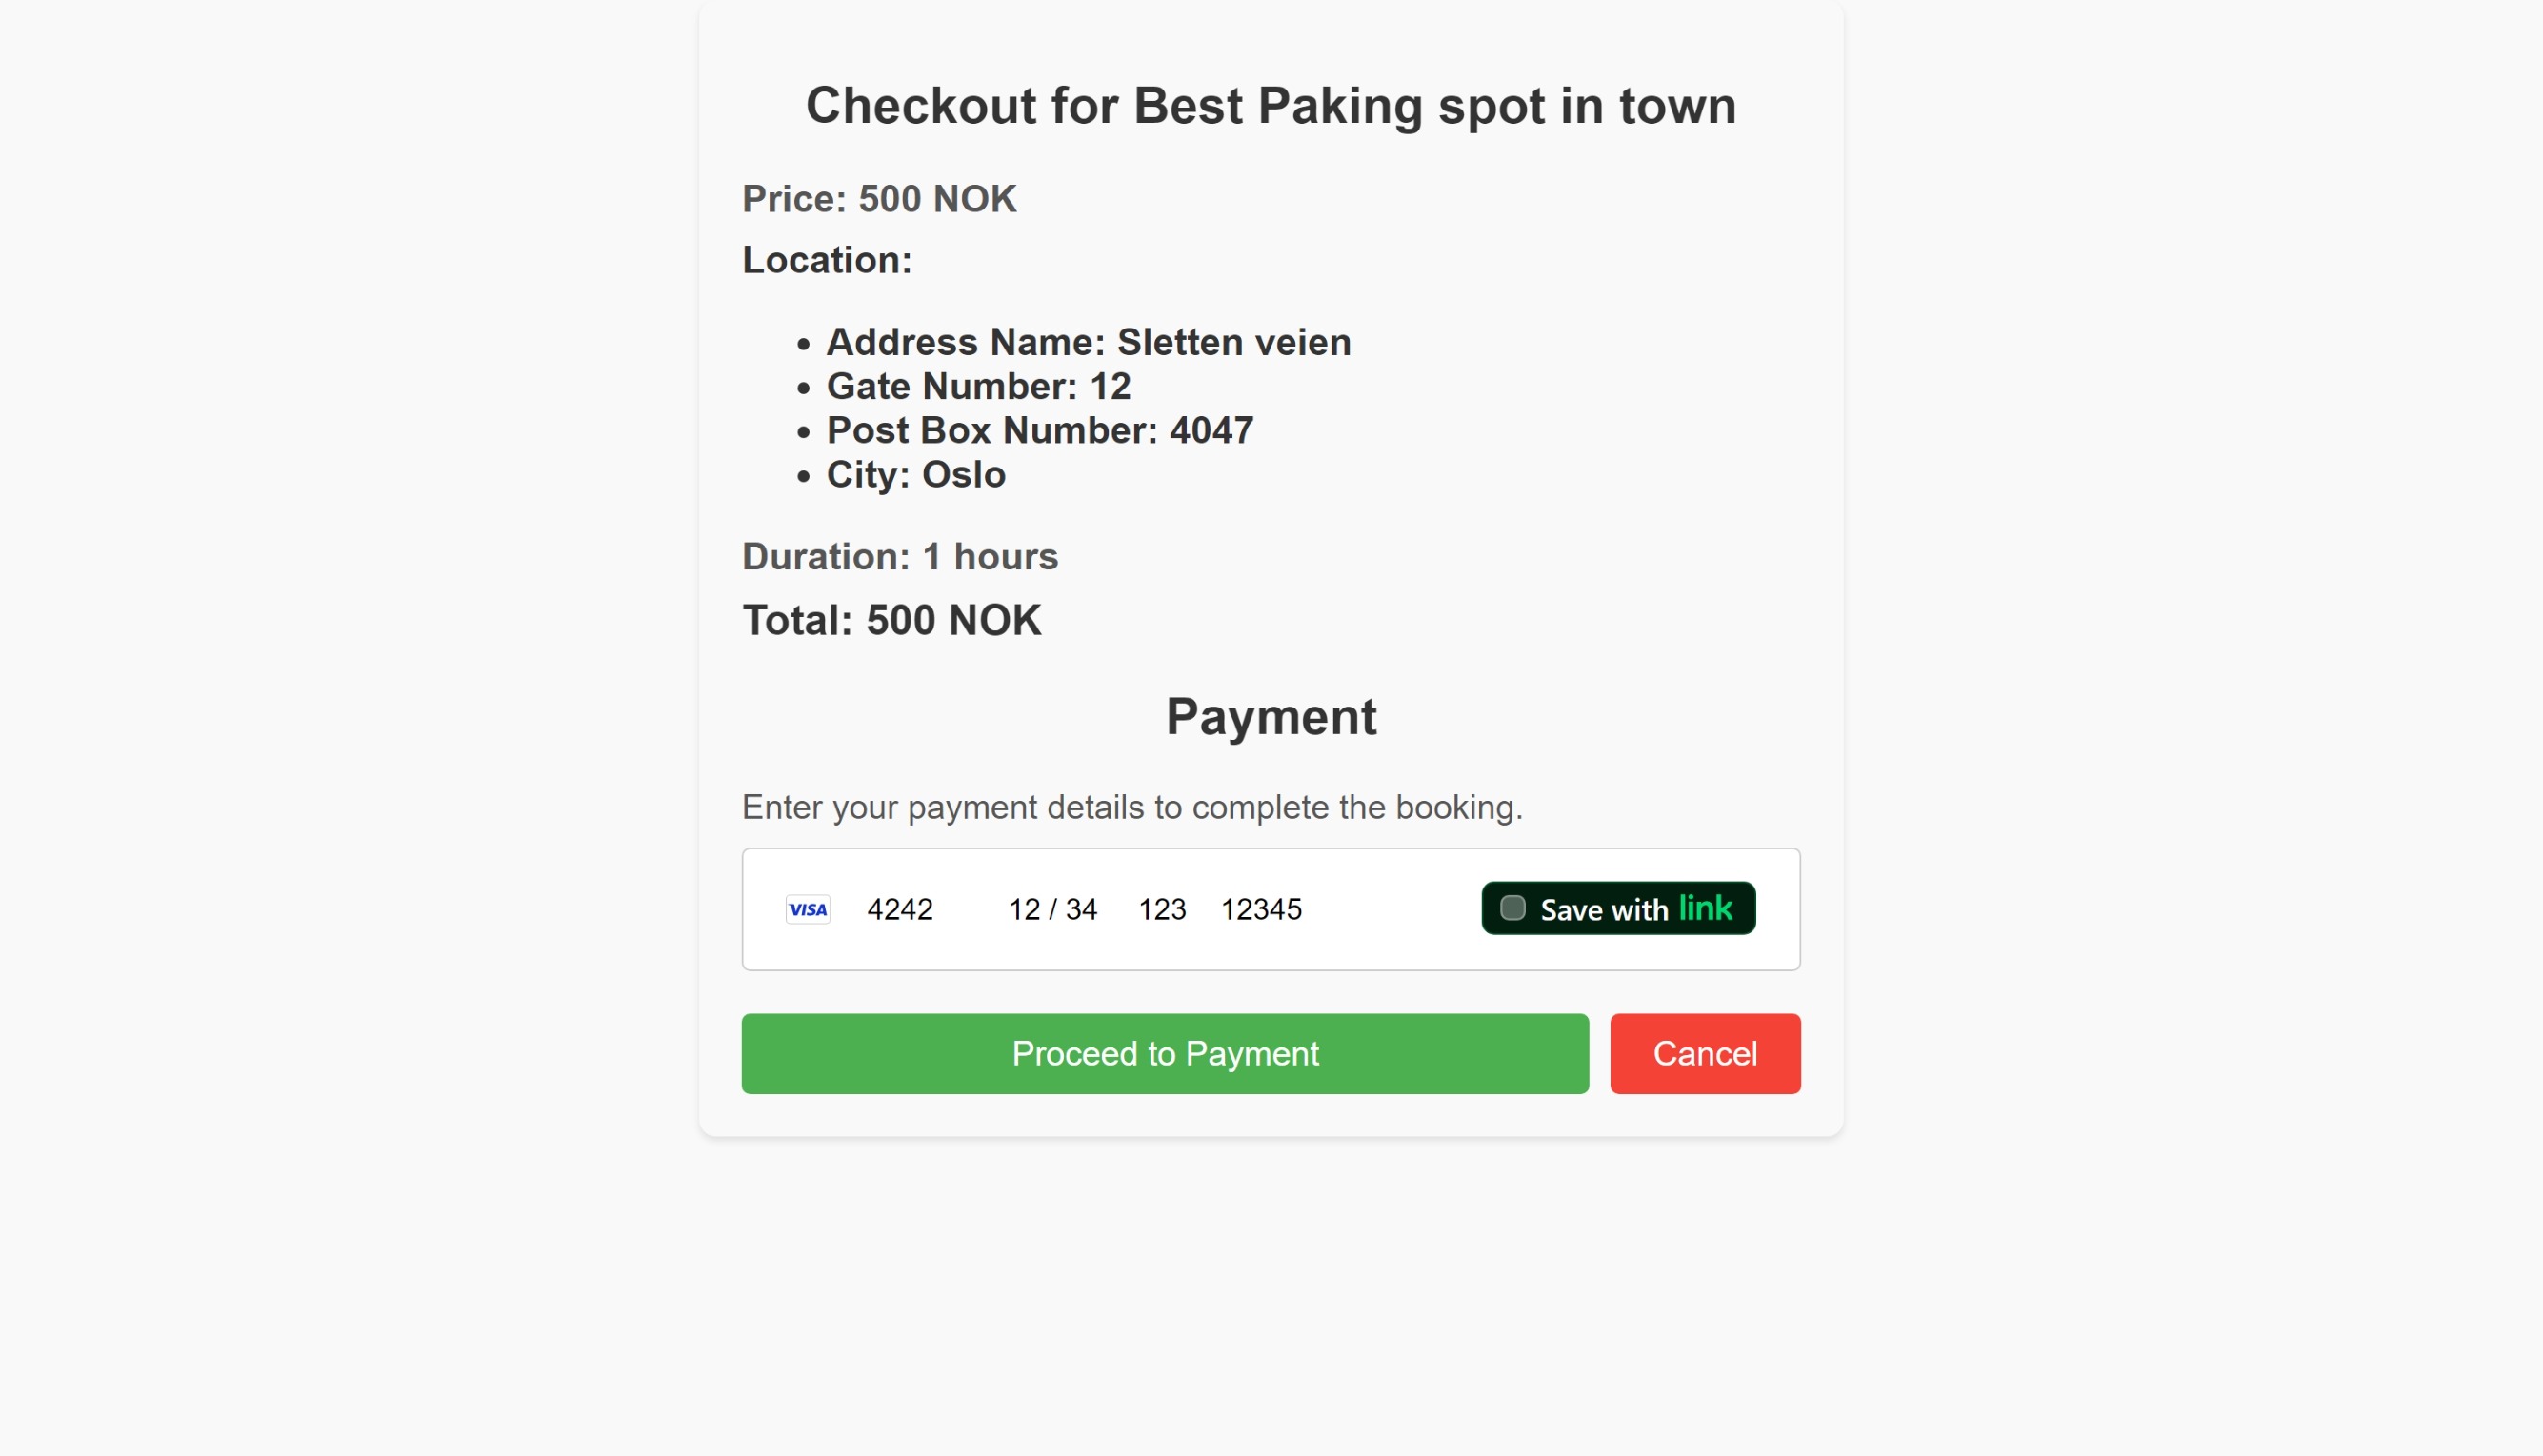 Checkout for Best Paking spot in town
Price: 500 NOK
Location:
Address Name: Sletten veien
Gate Number: 12
Post Box Number: 4047
City: Oslo
Duration: 1 hours
Total: 500 NOK
Payment
Enter your payment details to complete the booking.
VISA 4242 12 / 34 123 12345 Save with link
Proceed to Payment Cancel